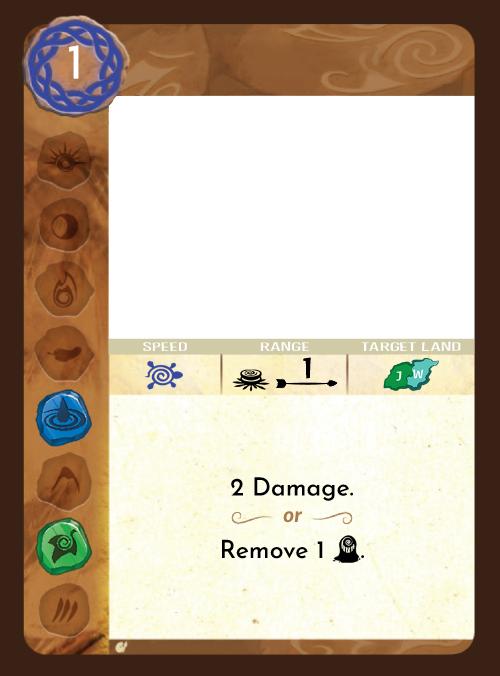 1
SPEED RANGE TARGET LAND
1 J W
2 Damage.
or
Remove 1 .